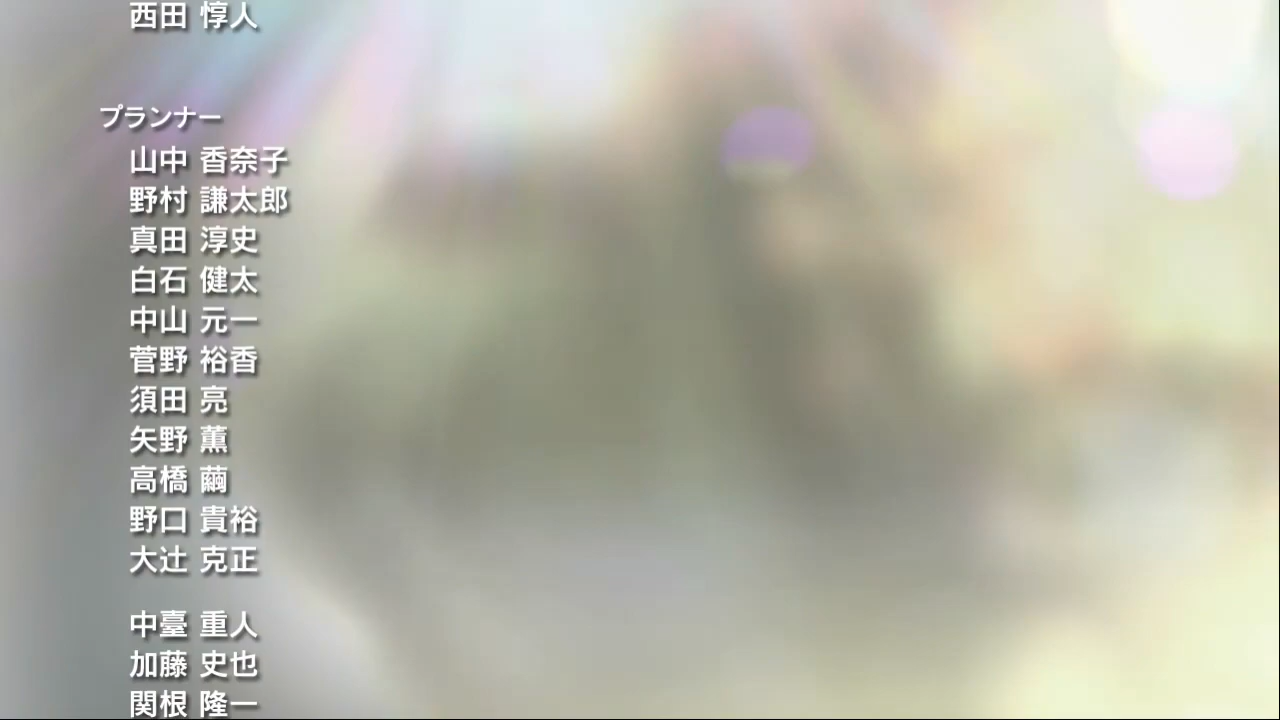 西田 惇人
プランナー
山中 香奈子
野村 謙太郎
真田 淳史
白石 健太
中山 元一
菅野 裕香
須田 亮
矢野 薫
高橋 繭
野口 貴裕
大辻 克正
中臺 重人
加藤 史也
関根 隆一